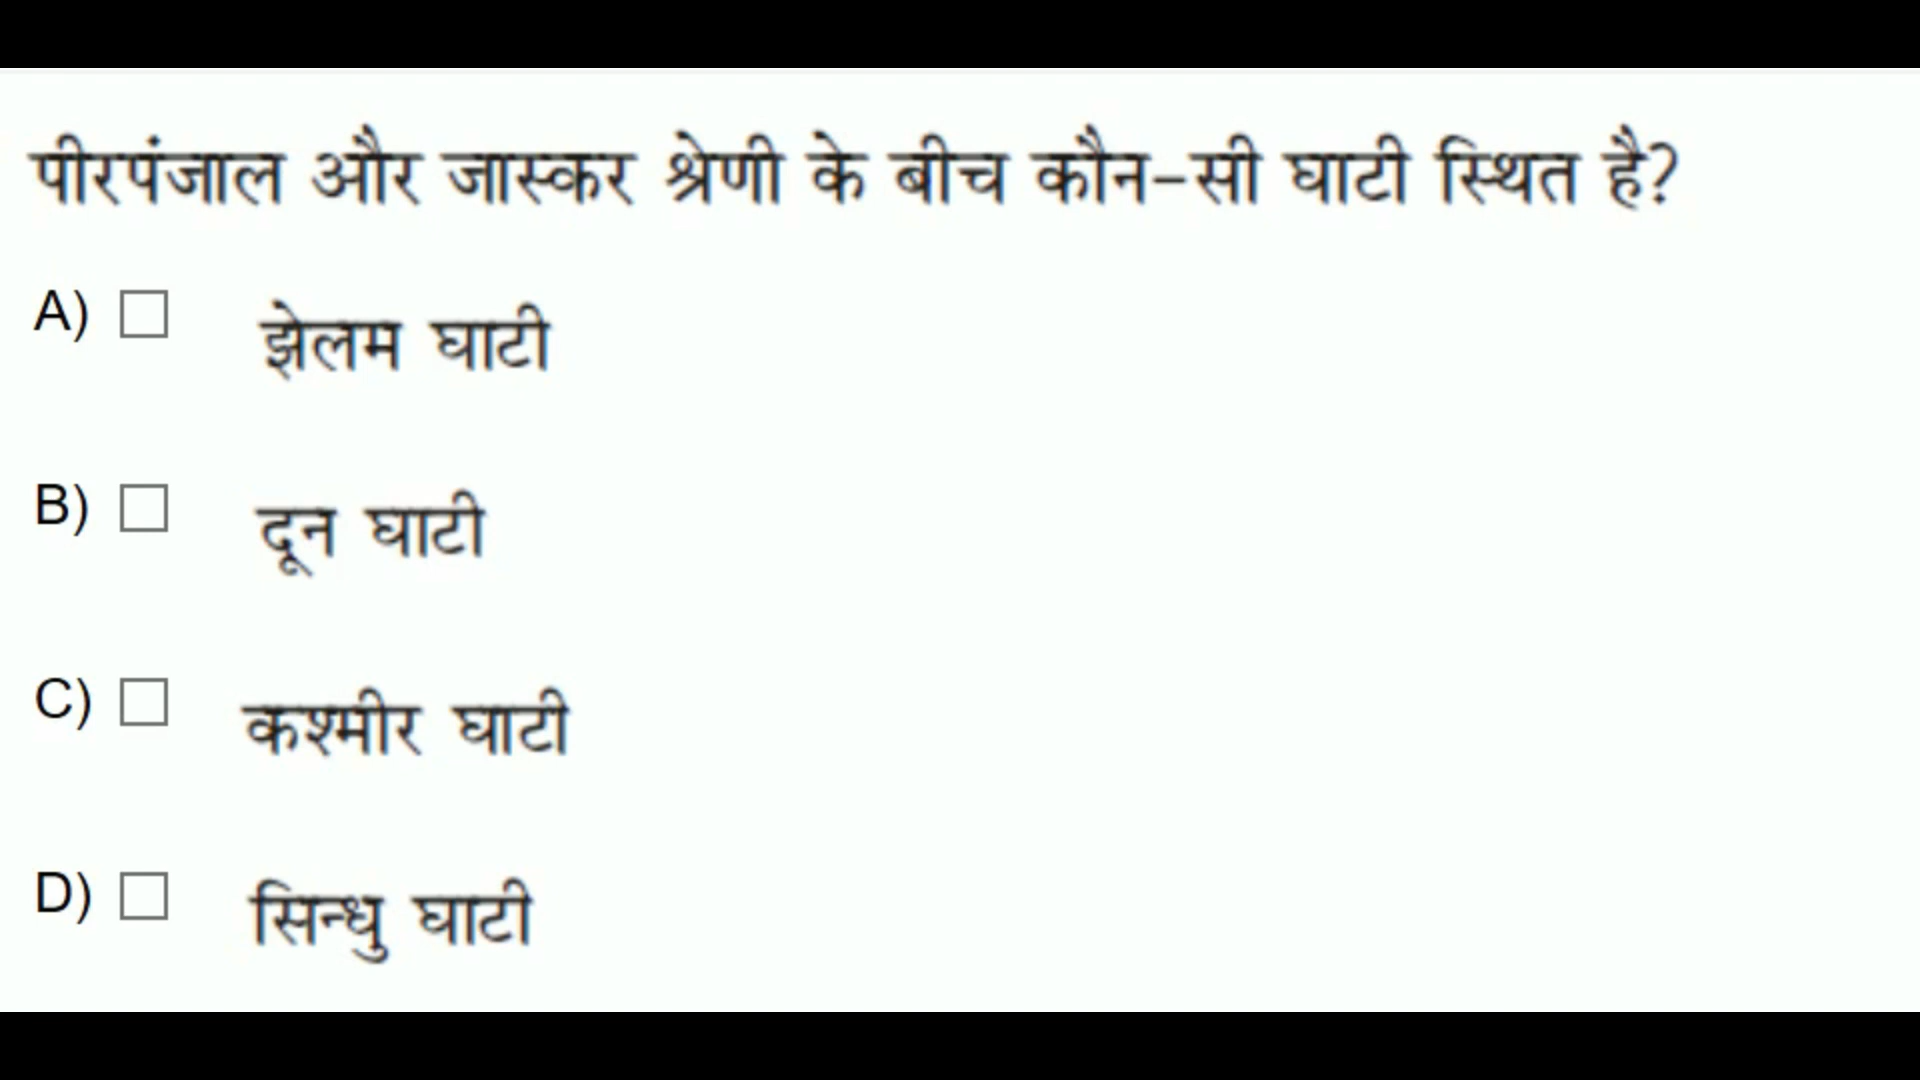 पीरपंजाल और जास्कर श्रेणी के बीच कौन-सी घाटी स्थित है?
A) झेलम घाटी
B) दून घाटी
C) कश्मीर घाटी
D) सिन्धु घाटी